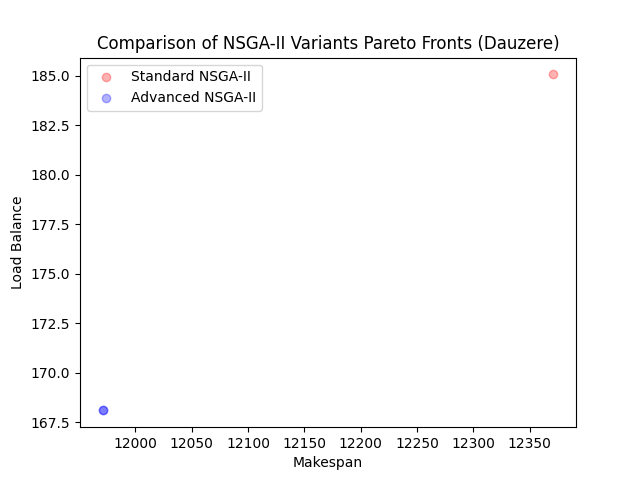 Comparison of NSGA-II Variants Pareto Fronts (Dauzere)
Standard NSGA-II
Advanced NSGA-II
Load Balance
185.0
182.5
180.0
177.5
175.0
172.5
170.0
167.5
12000 12050 12100 12150 12200 12250 12300 12350
Makespan